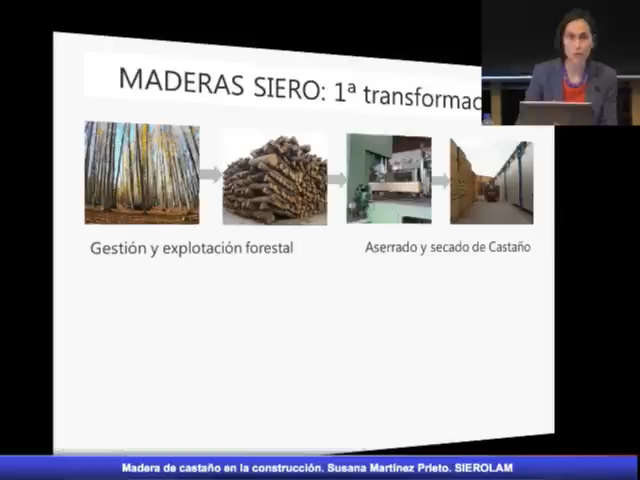 MADERAS SIERO: 1ª transformac
Gestión y explotación forestal
Aserrado y secado de Castaño
Madera de castaño en la construcción. Susana Martínez Prieto. SIEROLAM